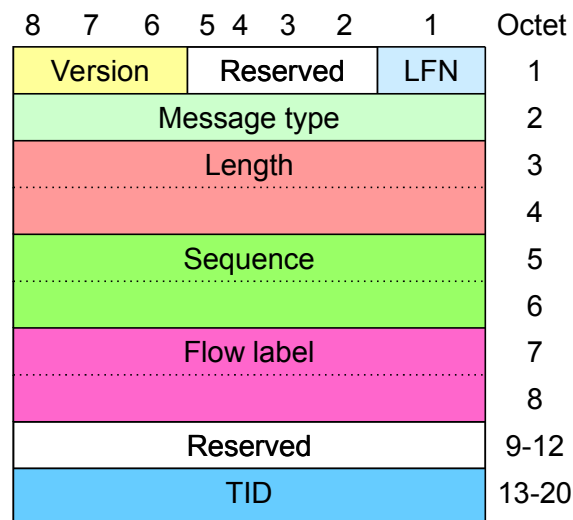 8 7 6 5 4 3 2 1 Octet
Version Reserved LFN 1
Message type 2
Length 3
4
Sequence 5
6
Flow label 7
8
Reserved 9-12
TID 13-20